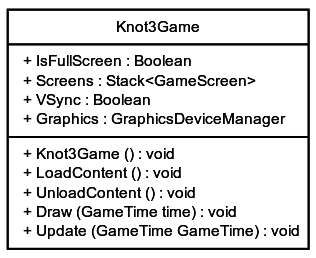 Knot3Game
+ IsFullScreen : Boolean
+ Screens : Stack<GameScreen>
+ VSync : Boolean
+ Graphics : GraphicsDeviceManager
+ Knot3Game () : void
+ LoadContent () : void
+ UnloadContent () : void
+ Draw (GameTime time) : void
+ Update (GameTime GameTime) : void